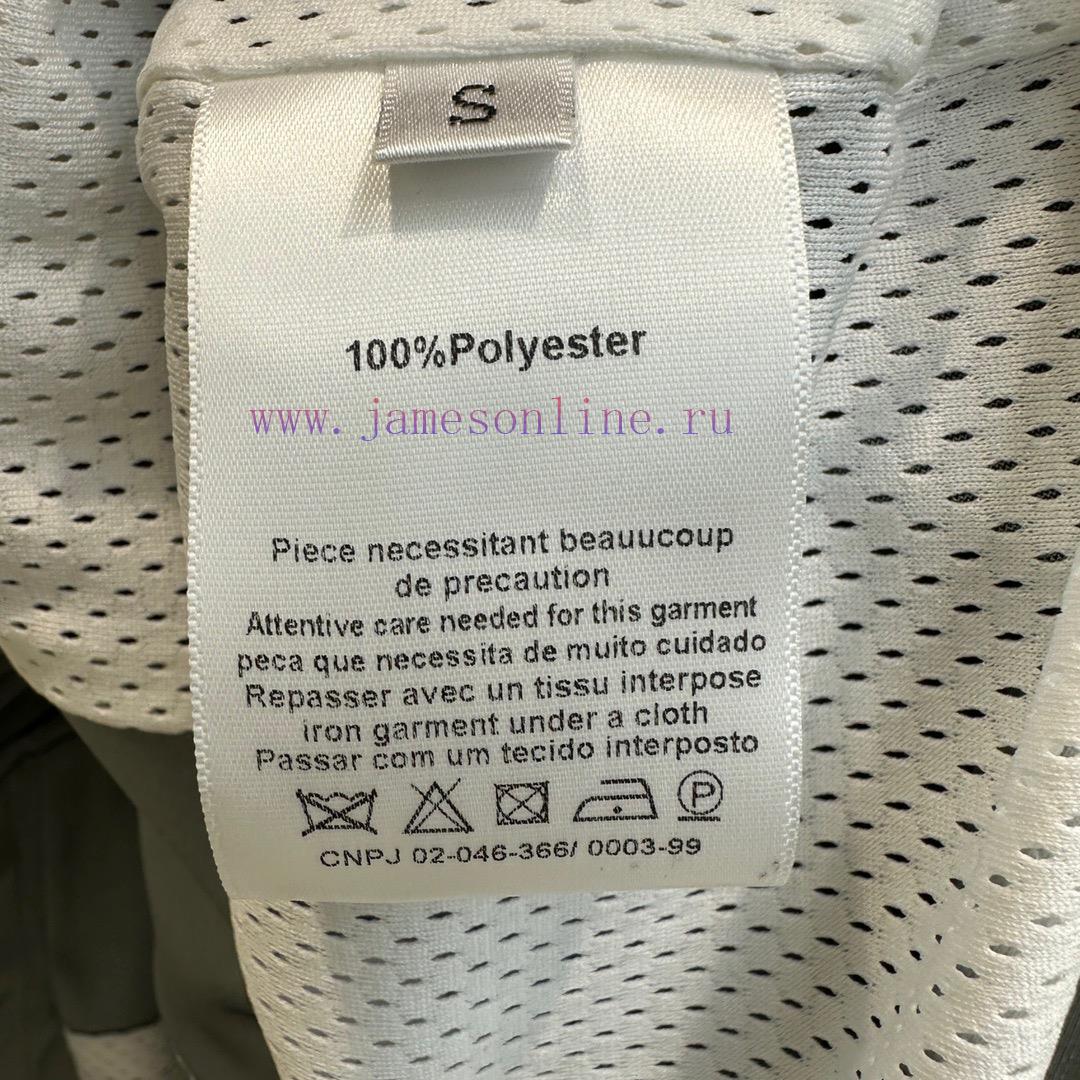 S
100%Polyester
www.jamesonline.ru
Piece necessitant beauucoup
de precaution
Attentive care needed for this garment
peca que necessita de muito cuidado
Repasser avec un tissu interpose
iron garment under a cloth
Passar com um tecido interposto
P
CNPJ 02-046-366/ 0003-99